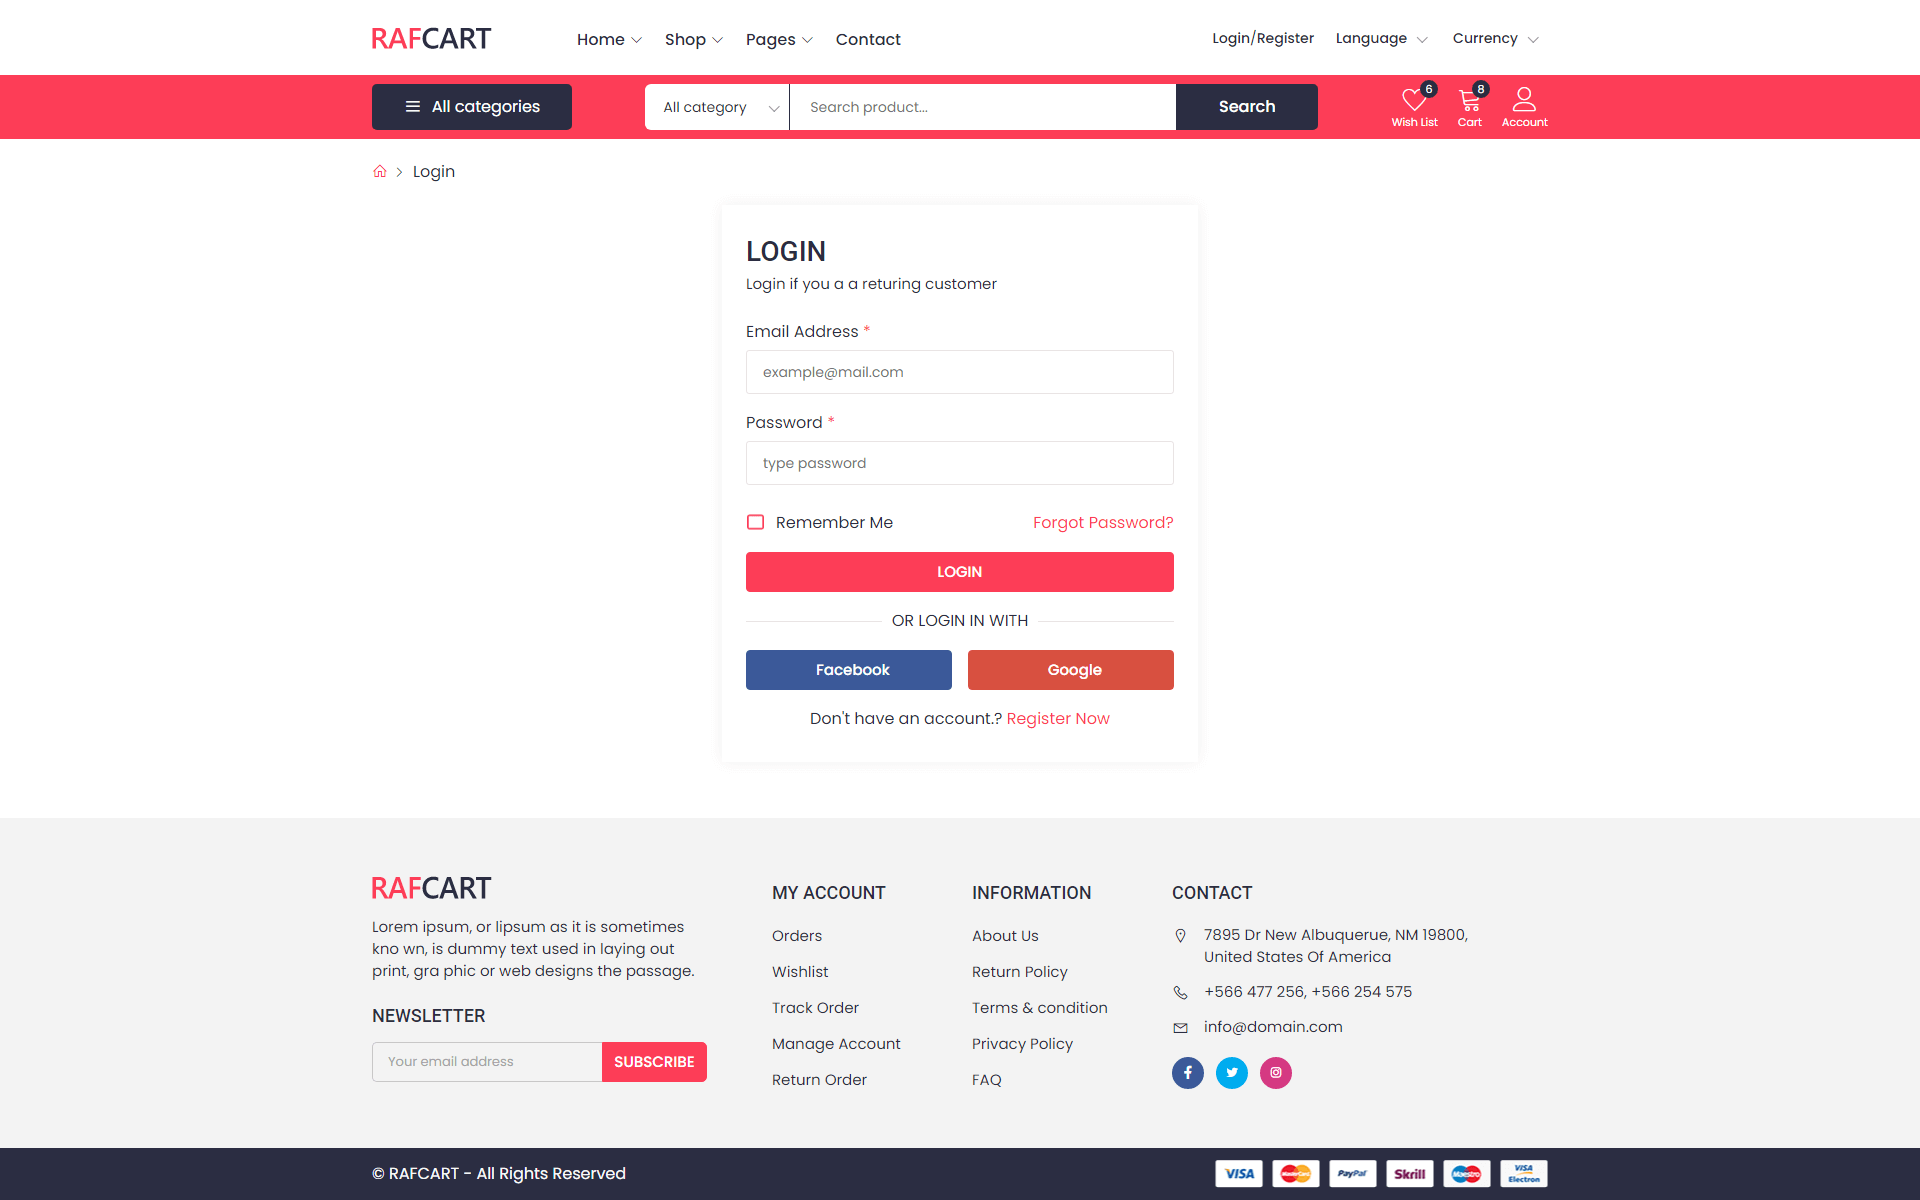 RAFCART
Home Shop Pages Contact
Login/Register Language Currency
All categories
All category Search product... Search
6 8
Wish List Cart Account
Login
LOGIN
Login if you a a returing customer
Email Address *
example@mail.com
Password *
type password
Remember Me Forgot Password?
LOGIN
OR LOGIN IN WITH
Facebook Google
Don't have an account.? Register Now
RAFCART
Lorem ipsum, or lipsum as it is sometimes
kno wn, is dummy text used in laying out
print, gra phic or web designs the passage.
NEWSLETTER
Your email address SUBSCRIBE
MY ACCOUNT
Orders
Wishlist
Track Order
Manage Account
Return Order
INFORMATION
About Us
Return Policy
Terms & condition
Privacy Policy
FAQ
CONTACT
7895 Dr New Albuquerue, NM 19800,
United States Of America
+566 477 256, +566 254 575
info@domain.com
© RAFCART - All Rights Reserved
VISA MasterCard PayPal Skrill Maestro VISA Electron